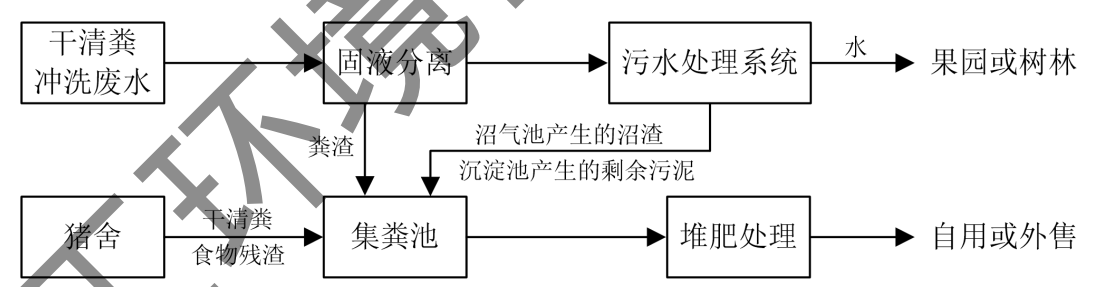 干清粪
冲洗废水
固液分离
污水处理系统
水
果园或树林
粪渣
沼气池产生的沼渣
沉淀池产生的剩余污泥
猪舍
干清粪
食物残渣
集粪池
堆肥处理
自用或外售
环境